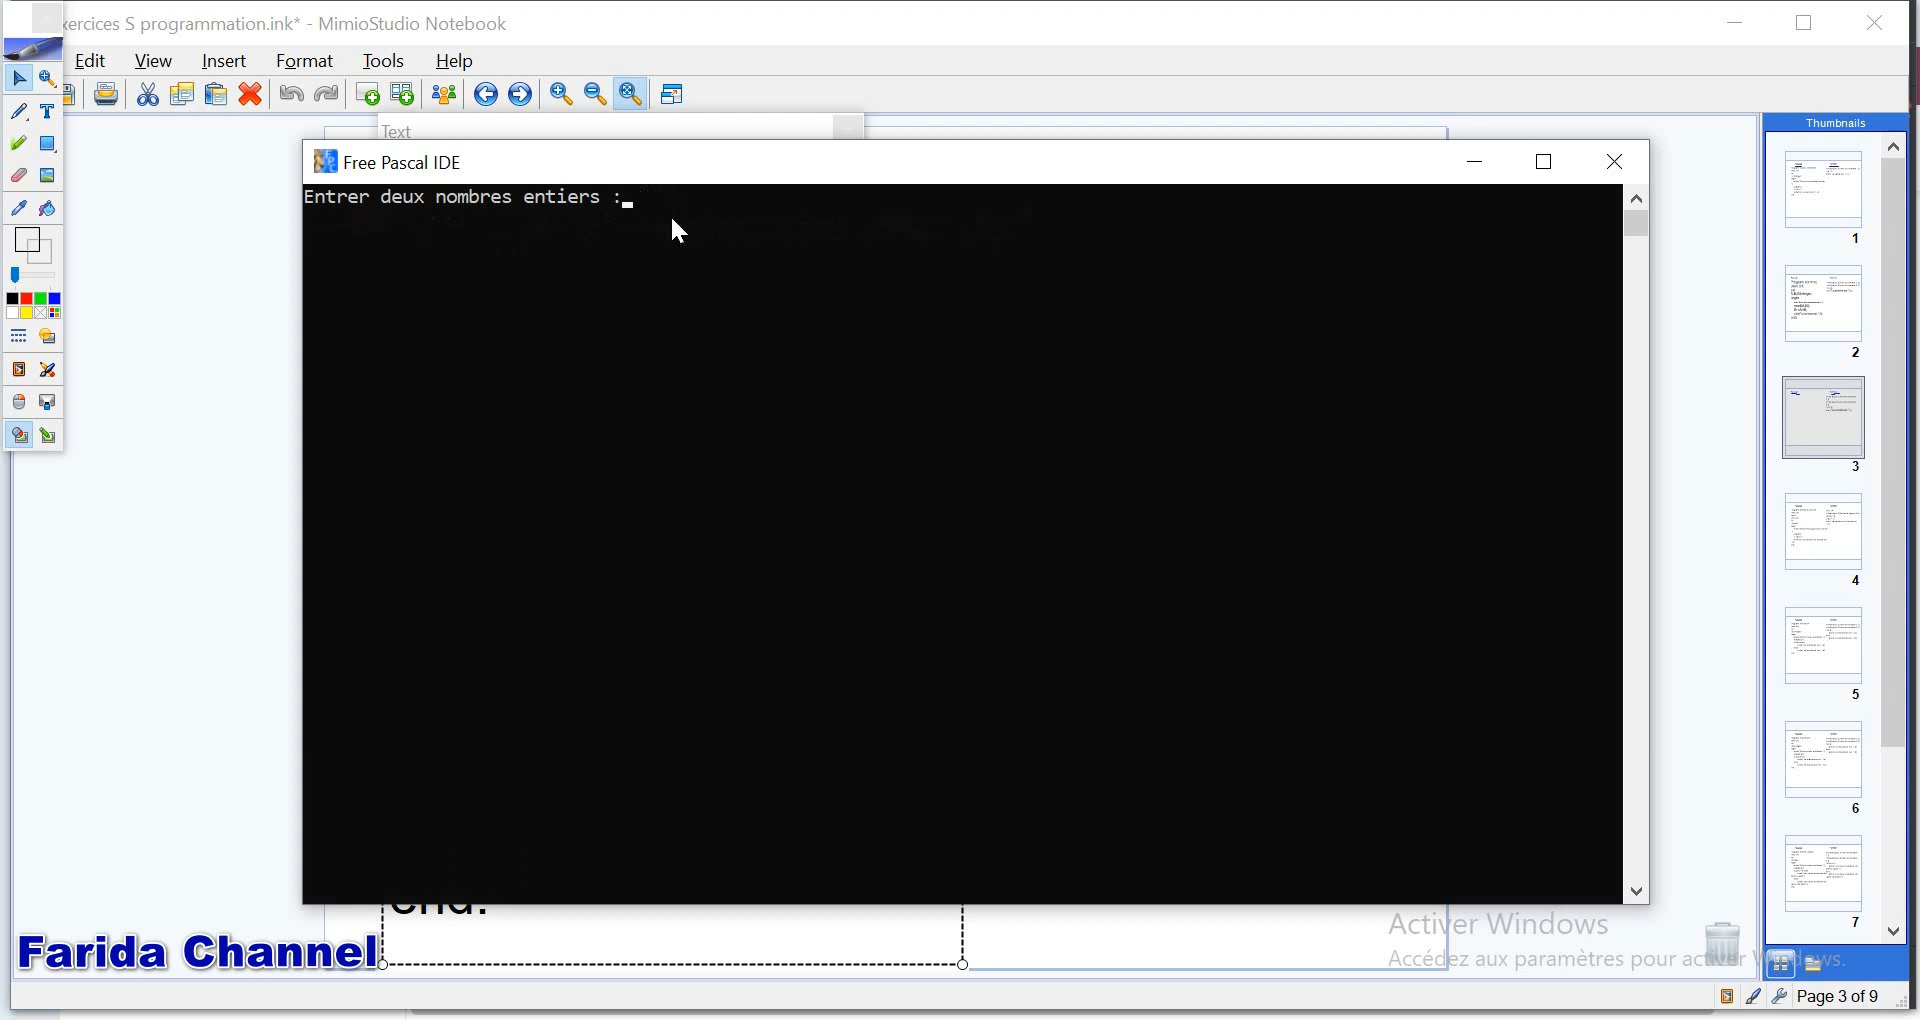 xercices S programmation.ink* - MimioStudio Notebook
Edit View Insert Format Tools Help
Text
Thumbnails
Free Pascal IDE
Entrer deux nombres entiers :
1
2
3
4
5
6
7
end.
Farida Channel
Activer Windows
Accédez aux paramètres pour activer Windows.
Page 3 of 9